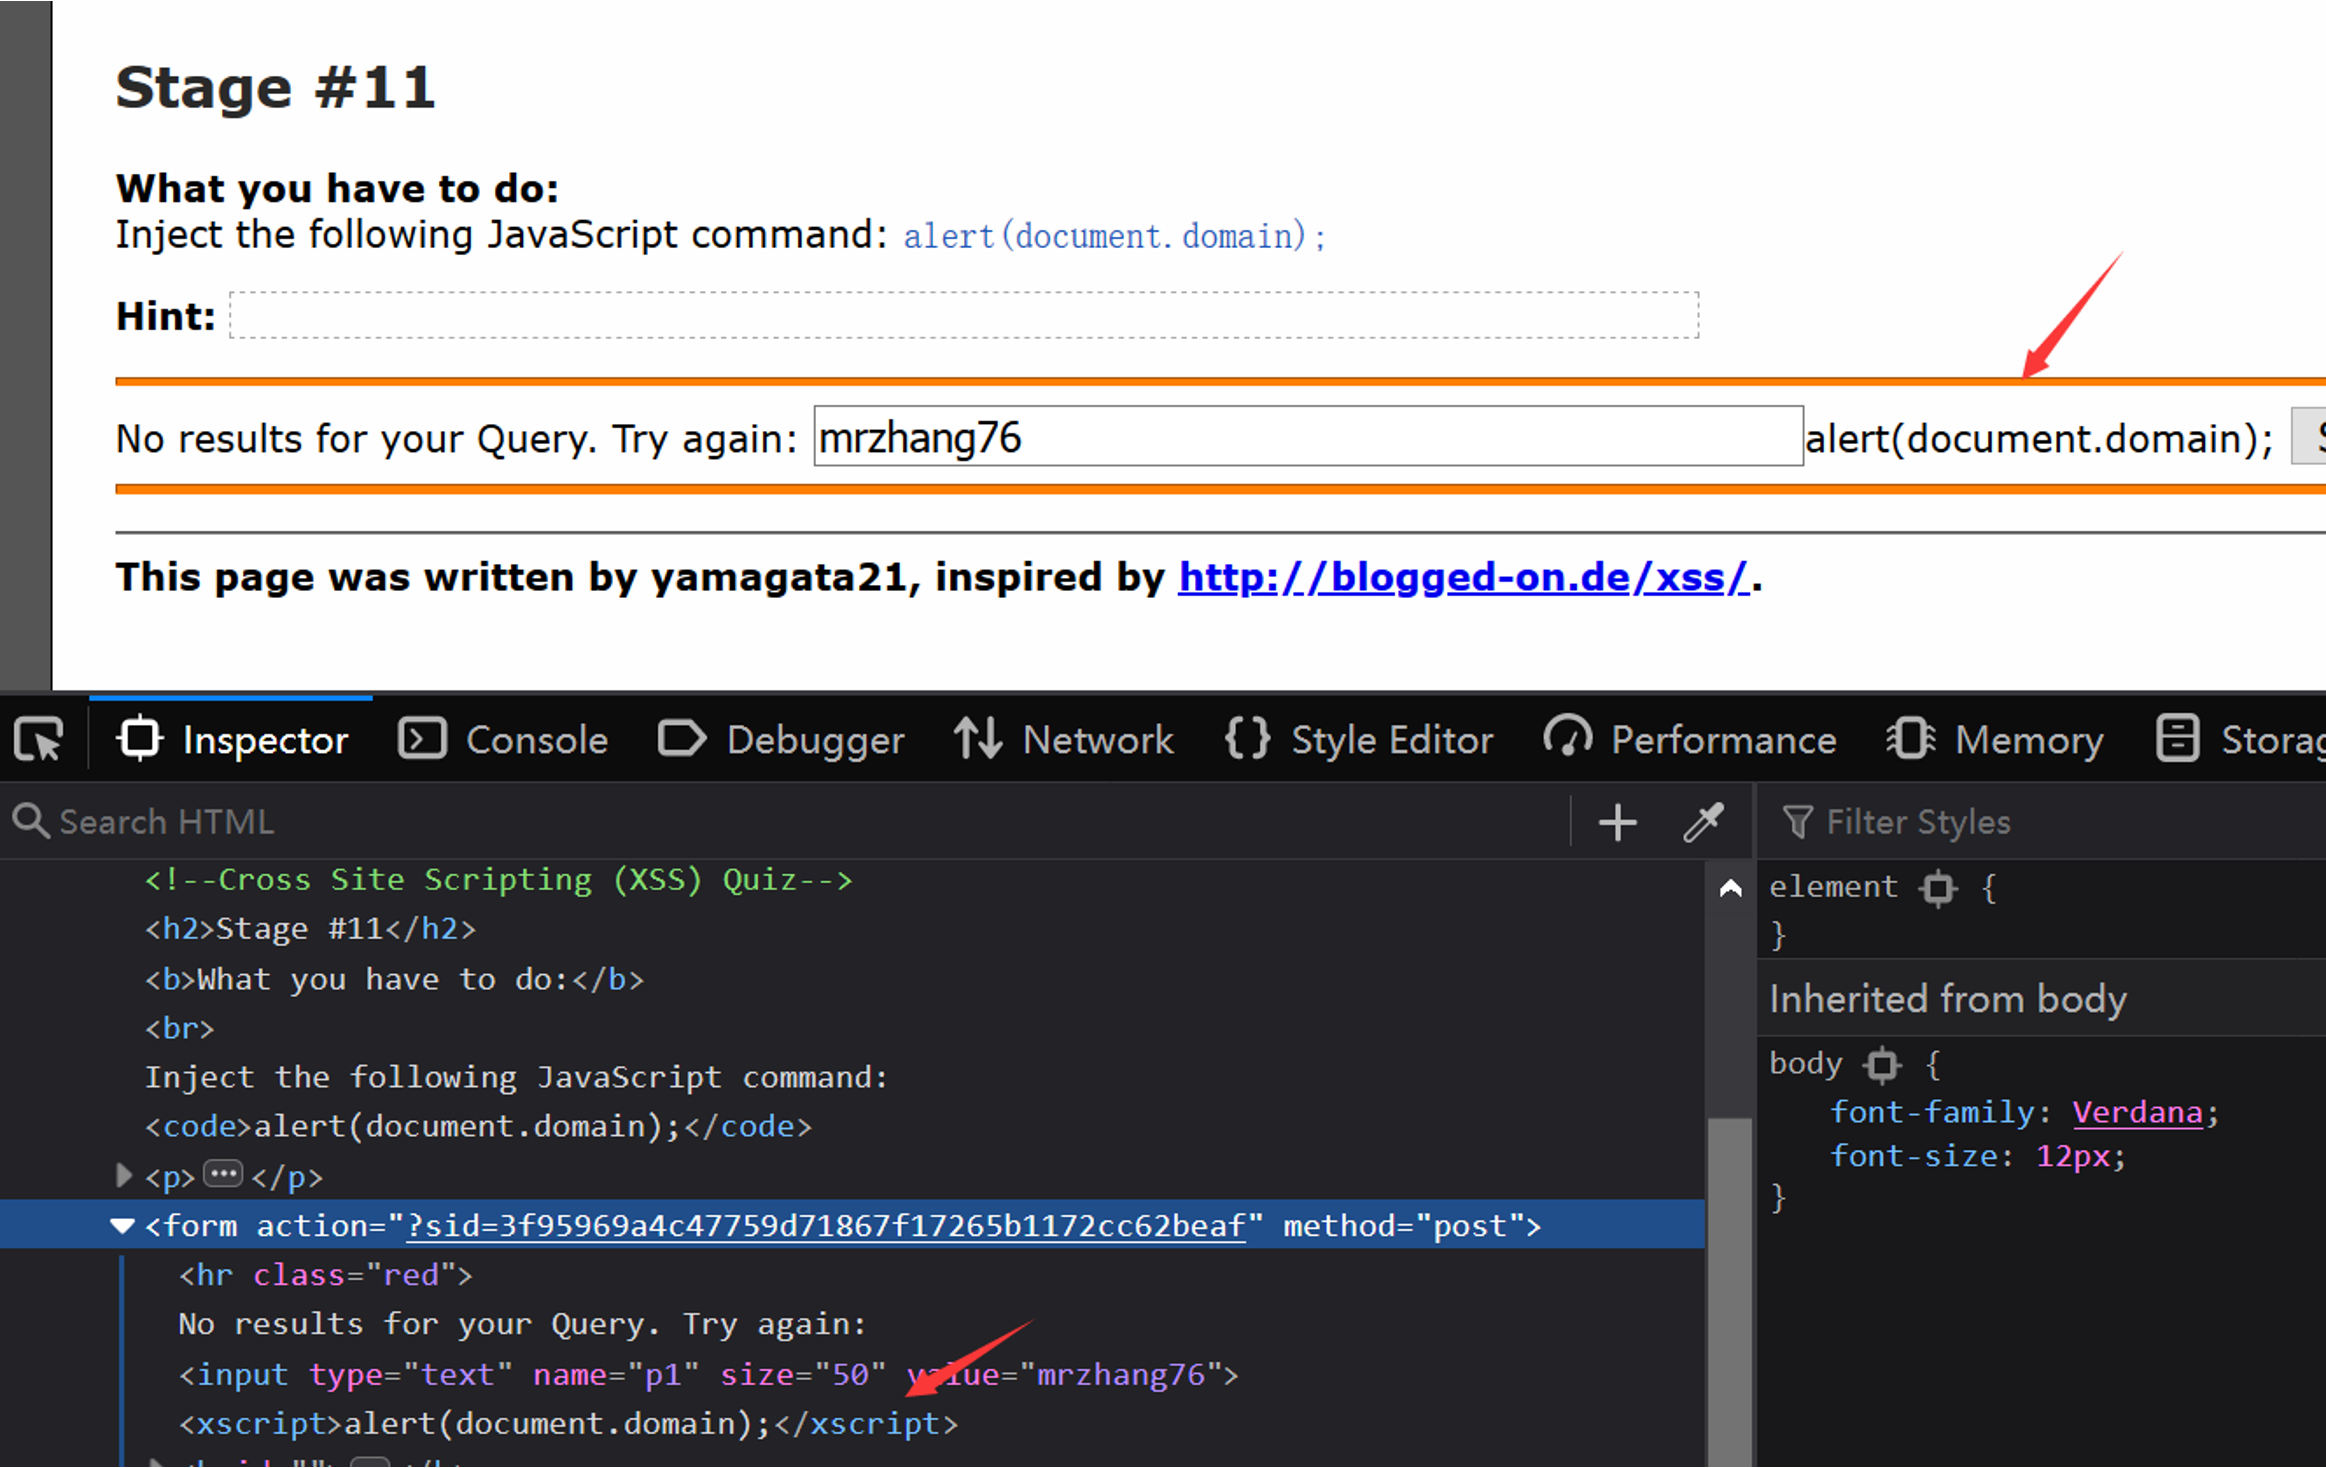 Stage #11
What you have to do:
Inject the following JavaScript command: alert(document.domain);
Hint:
No results for your Query. Try again: mrzhang76 alert(document.domain);
This page was written by yamagata21, inspired by http://blogged-on.de/xss/.
Inspector Console Debugger Network Style Editor Performance Memory Storag
Search HTML
Filter Styles
<!--Cross Site Scripting (XSS) Quiz-->
<h2>Stage #11</h2>
<b>What you have to do:</b>
<br>
Inject the following JavaScript command:
<code>alert(document.domain);</code>
<p>...</p>
<form action="?sid=3f95969a4c47759d71867f17265b1172cc62beaf" method="post">
<hr class="red">
No results for your Query. Try again:
<input type="text" name="p1" size="50" value="mrzhang76">
<xscript>alert(document.domain);</xscript>
element {
}
Inherited from body
body {
font-family: Verdana;
font-size: 12px;
}